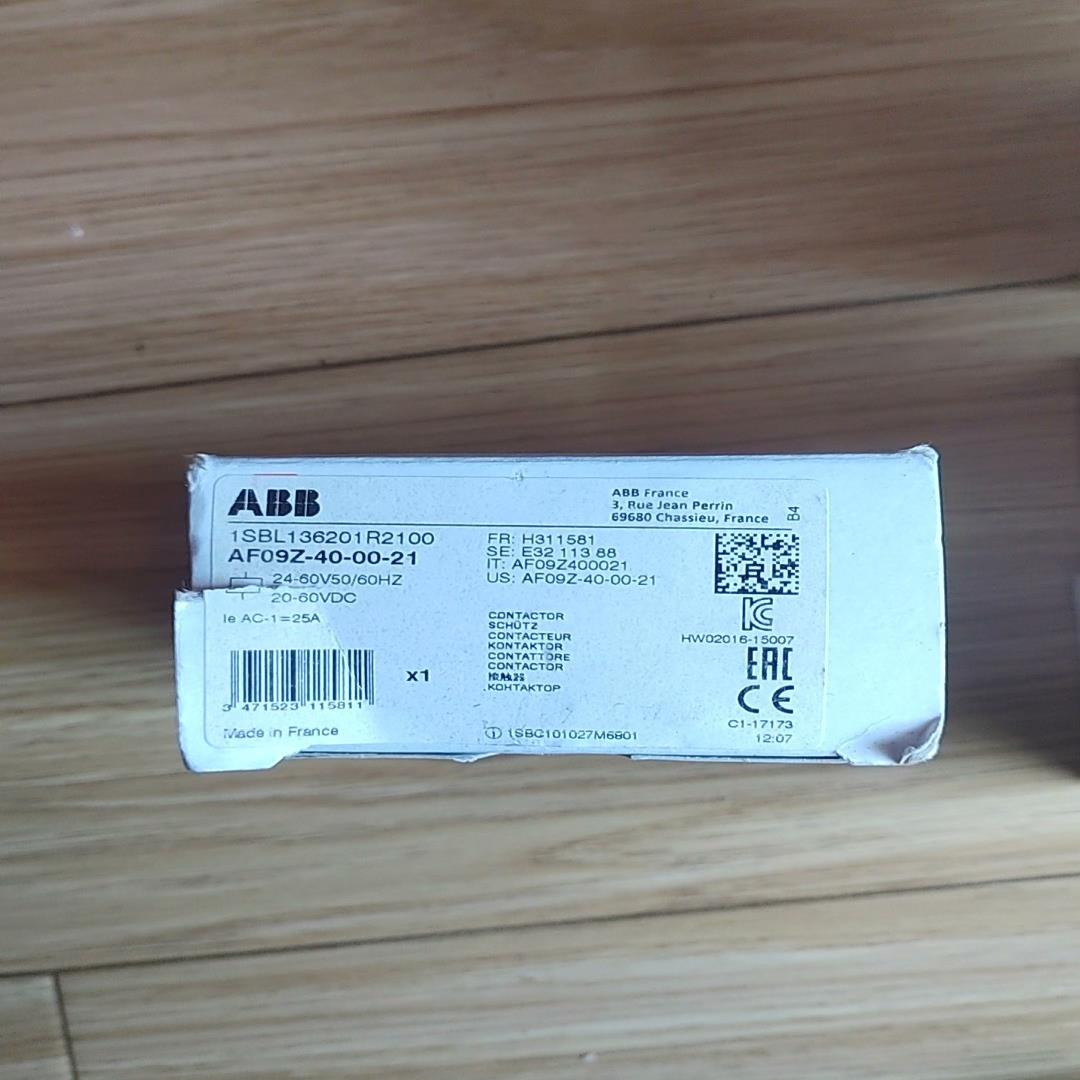 ABB
ABB France
3, Rue Jean Perrin
69680 Chassieu, France
B4
1SBL136201R2100
AF09Z-40-00-21
24-60V50/60HZ
20-60VDC
Ie AC-1=25A
FR: H311581
SE: E32 113 88
IT: AF09Z400021
US: AF09Z-40-00-21
CONTACTOR
SCHÜTZ
CONTACTEUR
KONTAKTOR
CONTATTORE
CONTACTOR
КОНТАКТОР
x1
3 471523 115811
Made in France
1SBC101027M6801
HW02016-15007
EAC
CE
C1-17173
12:07